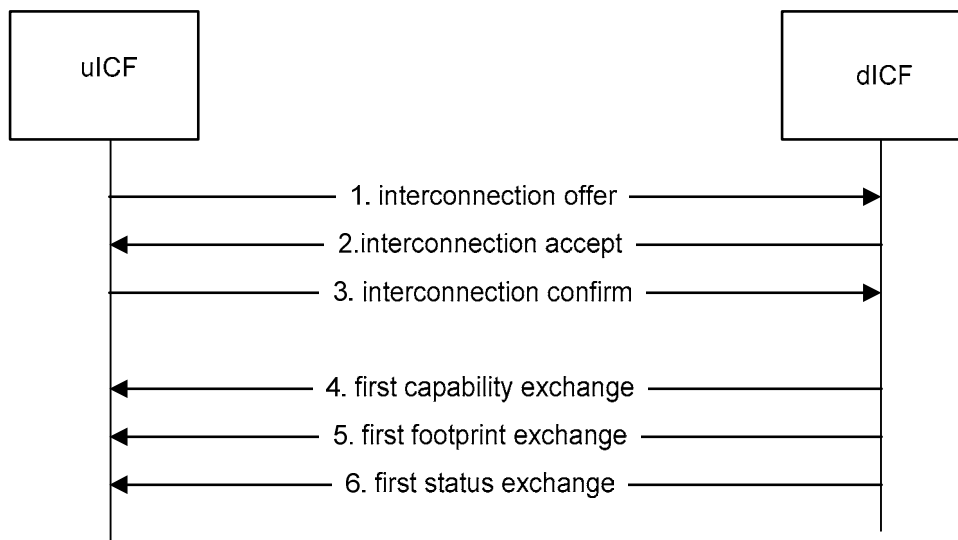 uICF
dICF
1. interconnection offer
2.interconnection accept
3. interconnection confirm
4. first capability exchange
5. first footprint exchange
6. first status exchange